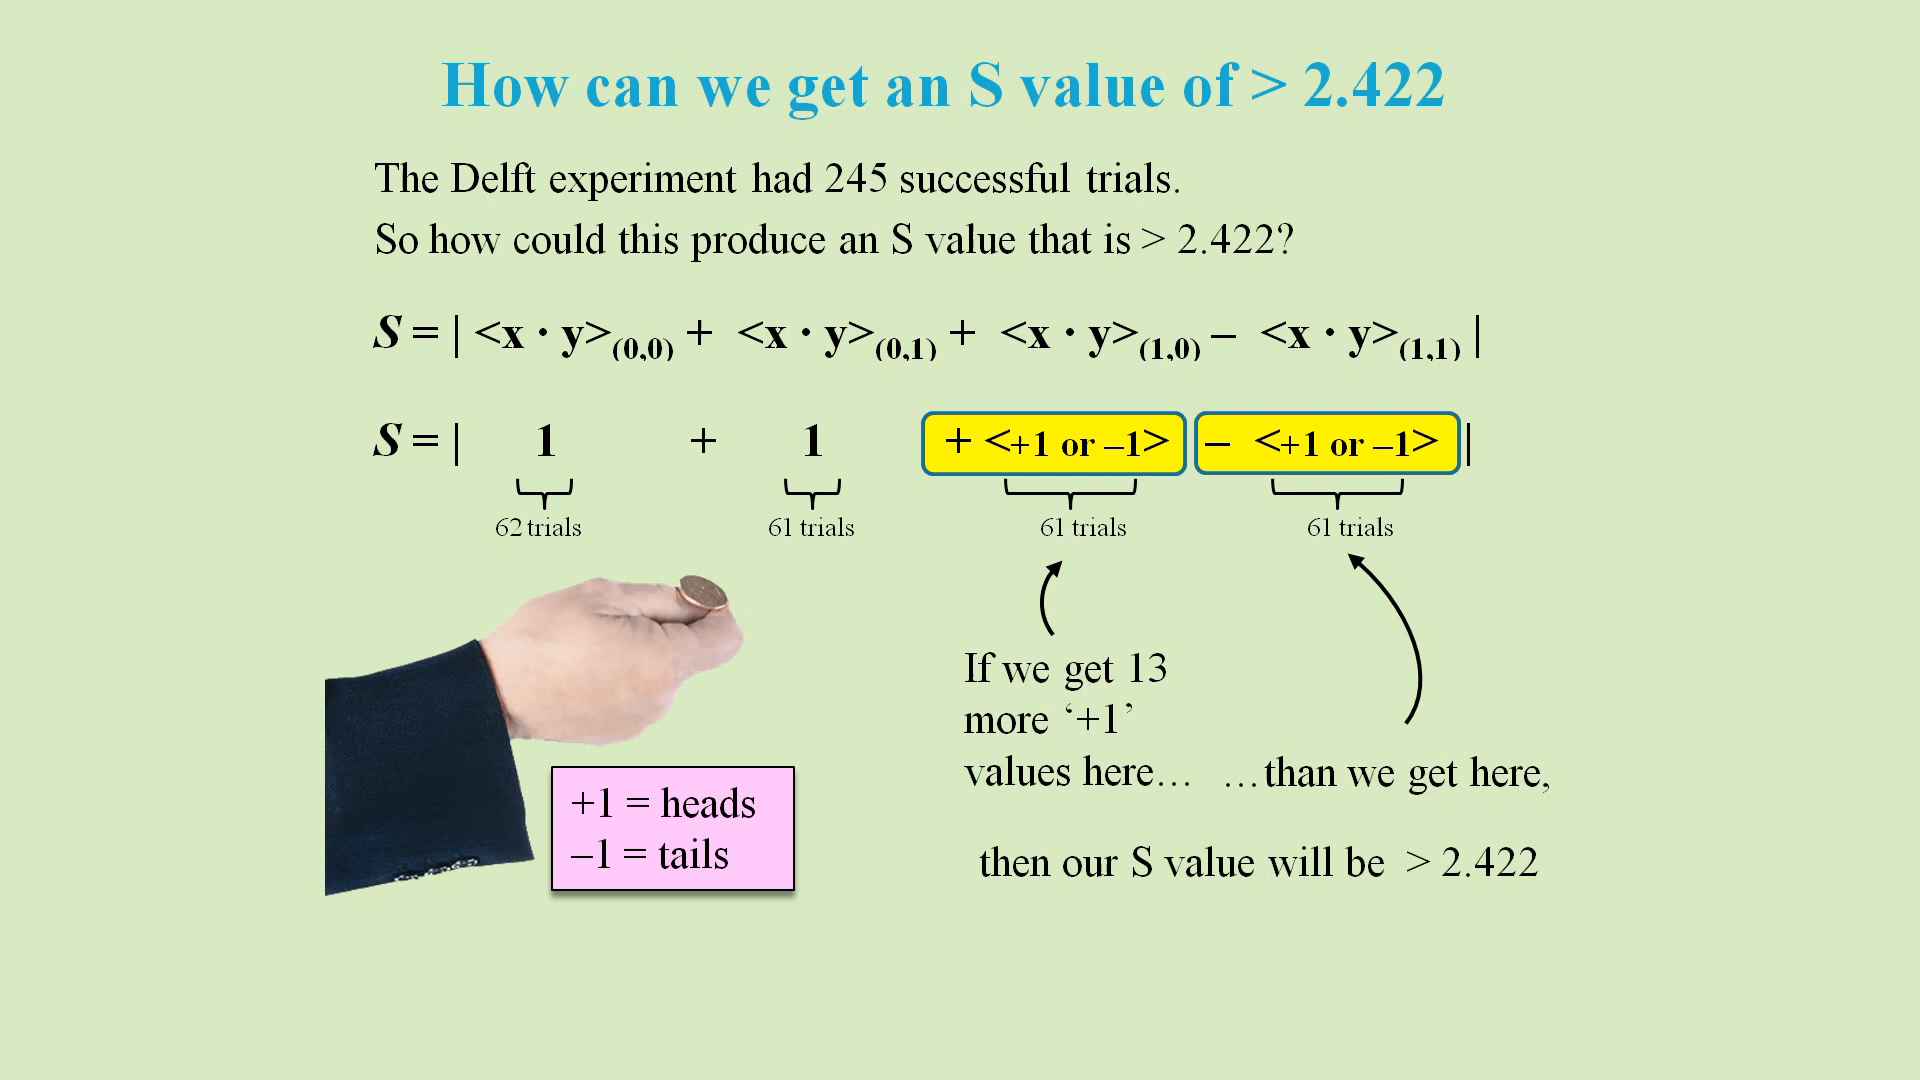 How can we get an S value of > 2.422
The Delft experiment had 245 successful trials.
So how could this produce an S value that is > 2.422?
S = | <x · y>(0,0) + <x · y>(0,1) + <x · y>(1,0) – <x · y>(1,1) |
S = | 1 + 1 + <+1 or –1> – <+1 or –1> |
62 trials 61 trials 61 trials 61 trials
If we get 13
more ‘+1’
values here… …than we get here,
then our S value will be > 2.422
+1 = heads
–1 = tails